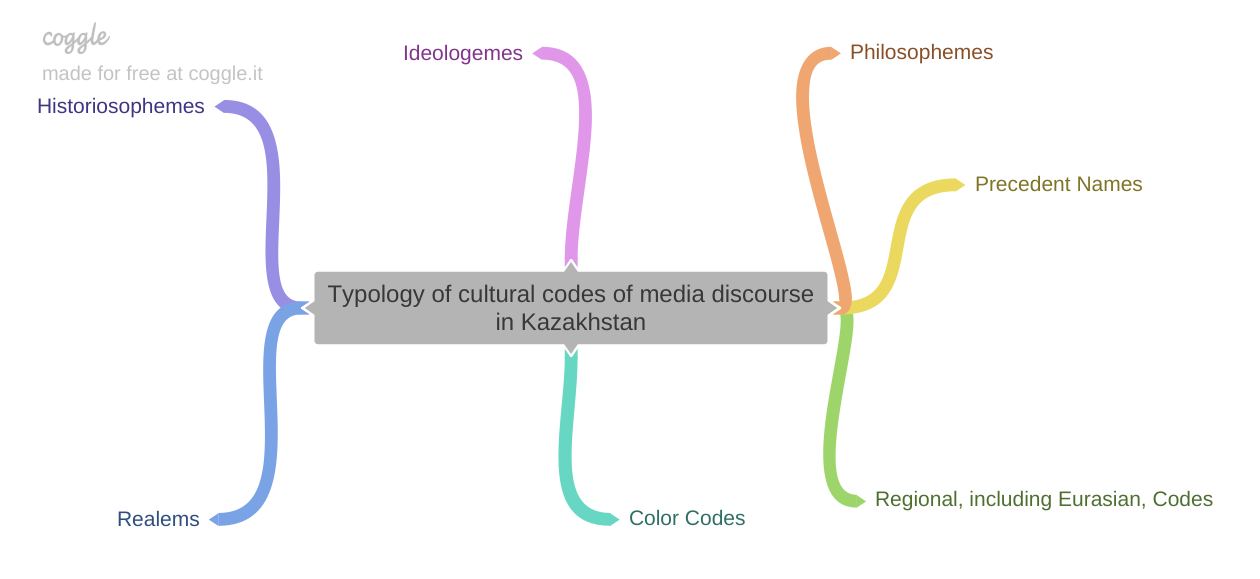 coggle
made for free at coggle.it
Ideologemes
Philosophemes
Historiosophemes
Precedent Names
Typology of cultural codes of media discourse
in Kazakhstan
Regional, including Eurasian, Codes
Realems
Color Codes